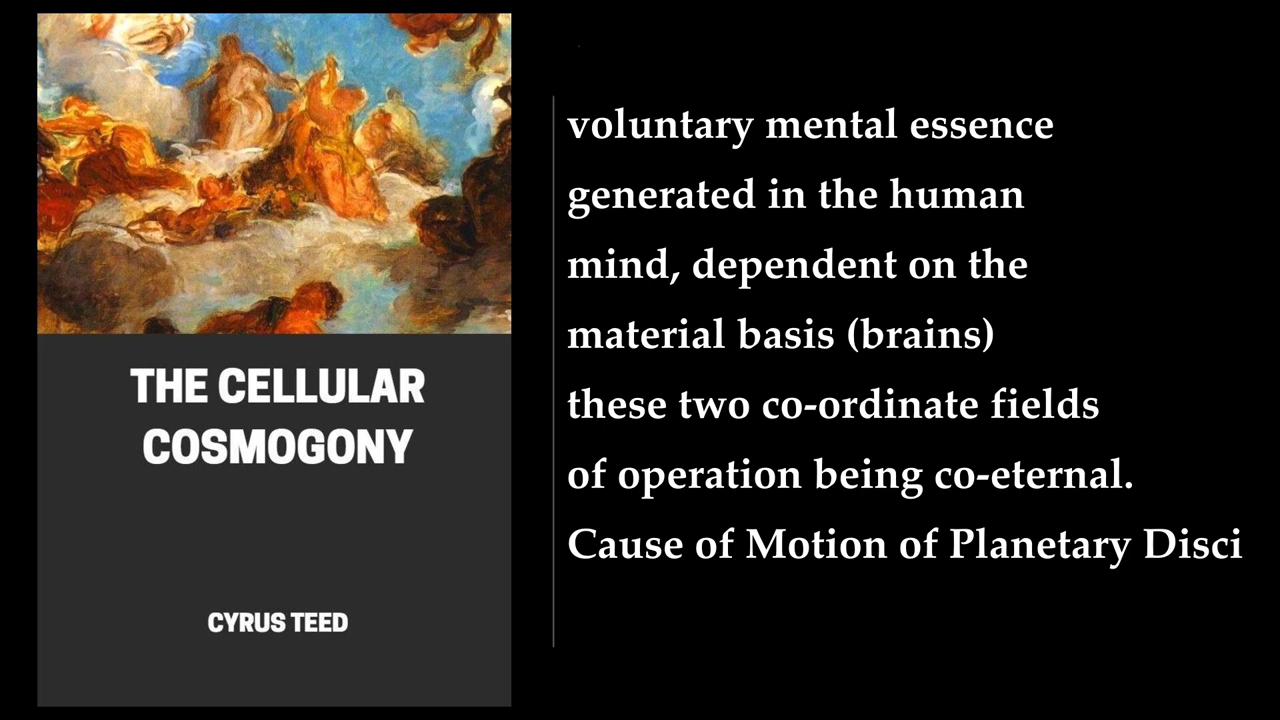 THE CELLULAR
COSMOGONY
CYRUS TEED
voluntary mental essence
generated in the human
mind, dependent on the
material basis (brains)
these two co-ordinate fields
of operation being co-eternal.
Cause of Motion of Planetary Disci